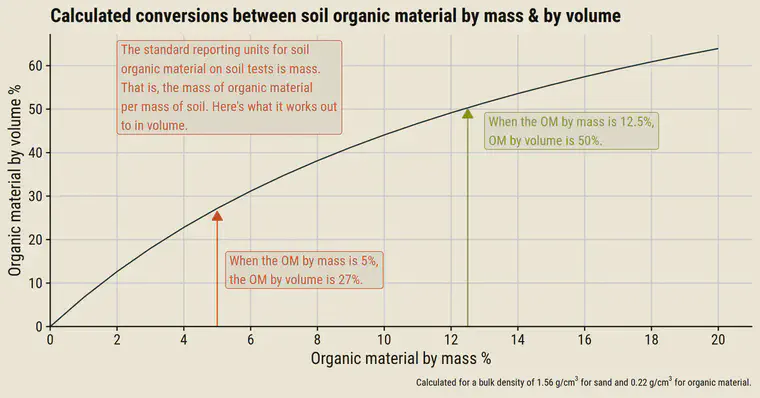 Calculated conversions between soil organic material by mass & by volume
The standard reporting units for soil
organic material on soil tests is mass.
That is, the mass of organic material
per mass of soil. Here's what it works out
to in volume.
When the OM by mass is 12.5%,
OM by volume is 50%.
When the OM by mass is 5%,
the OM by volume is 27%.
Organic material by volume %
60
50
40
30
20
10
0
0 2 4 6 8 10 12 14 16 18 20
Organic material by mass %
Calculated for a bulk density of 1.56 g/cm³ for sand and 0.22 g/cm³ for organic material.